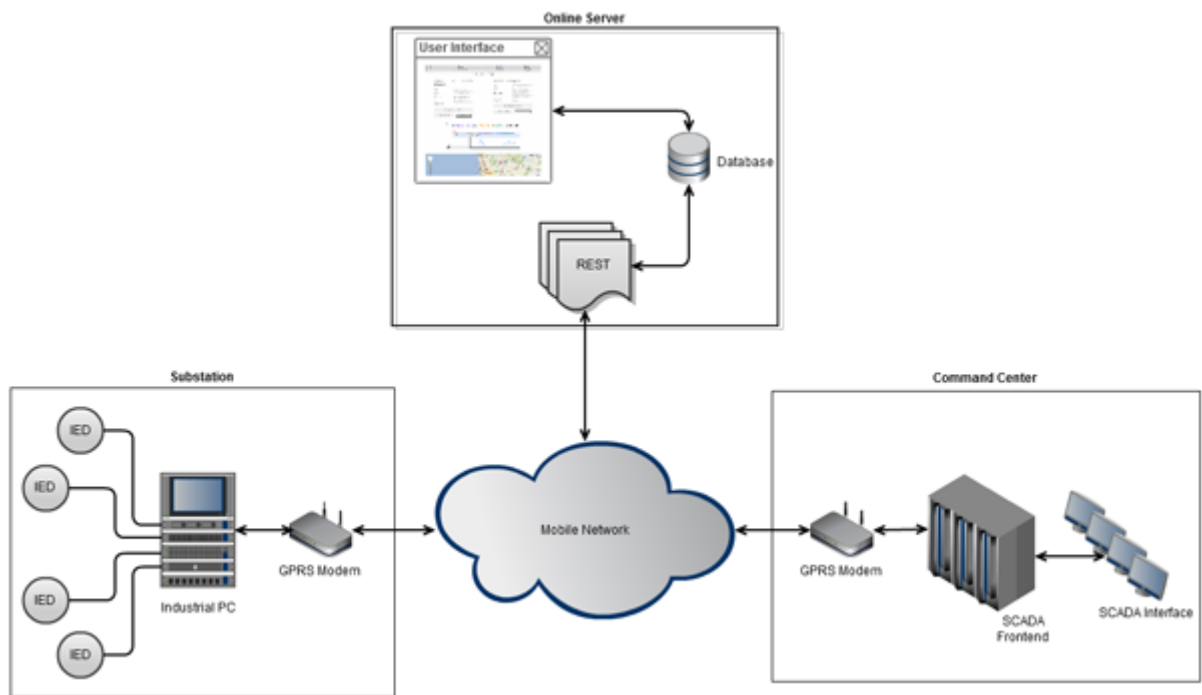 Online Server
User Interface
Database
REST
Substation
Command Center
IED
IED
IED
IED
Industrial PC
GPRS Modem
Mobile Network
GPRS Modem
SCADA
Frontend
SCADA Interface